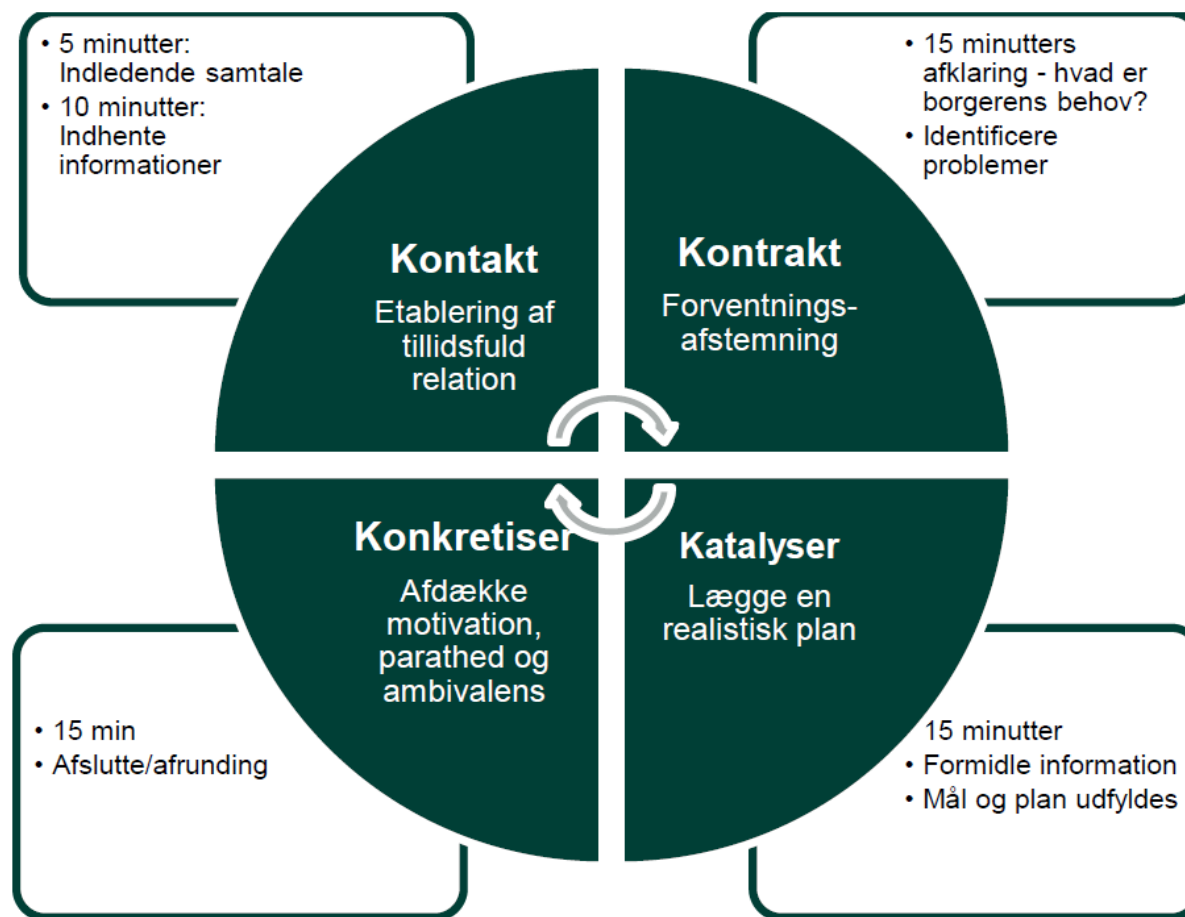 • 5 minutter:
Indledende samtale
• 10 minutter:
Indhente
informationer
• 15 minutters
afklaring - hvad er
borgerens behov?
• Identificere
problemer
Kontakt
Etablering af
tillidsfuld
relation
Kontrakt
Forventnings-
afstemning
Konkretiser
Afdække
motivation,
parathed og
ambivalens
Katalyser
Lægge en
realistisk plan
• 15 min
• Afslutte/afrunding
15 minutter
• Formidle information
• Mål og plan udfyldes